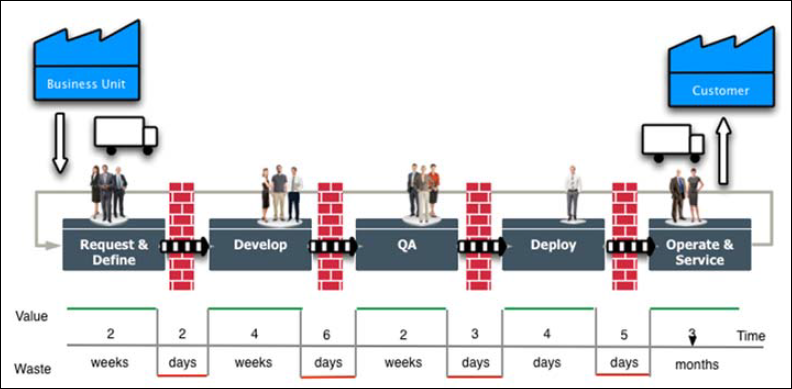 Business Unit
Customer
Request &
Define
Develop
QA
Deploy
Operate &
Service
Value
2 2 4 6 2 3 4 5 3 Time
Waste weeks days weeks days weeks days days days months